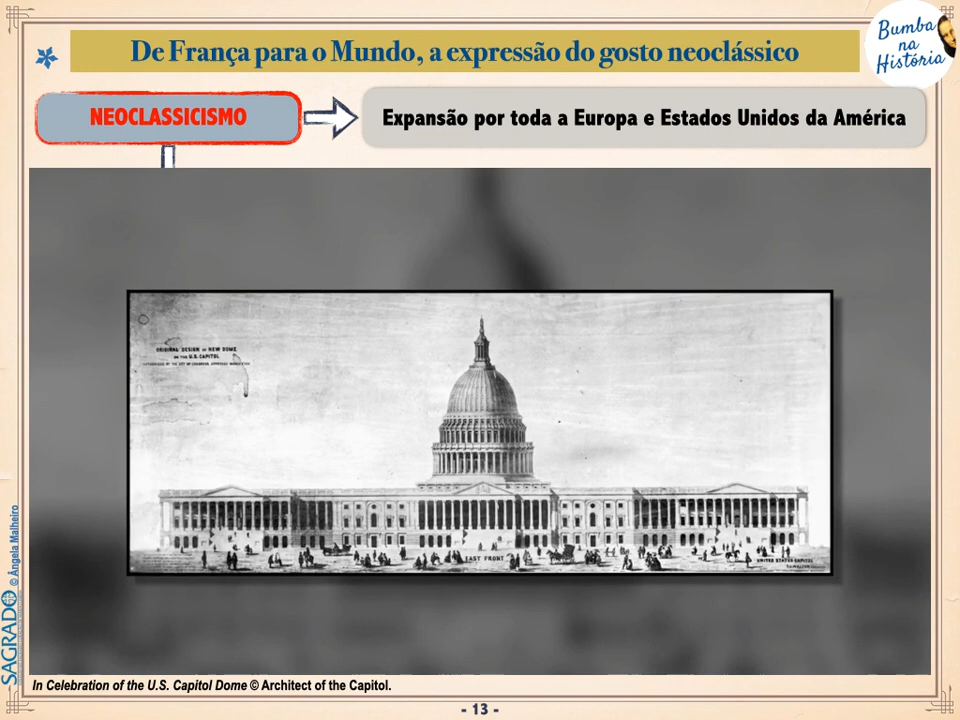 De França para o Mundo, a expressão do gosto neoclássico
Bumba
na
História
NEOCLASSICISMO
Expansão por toda a Europa e Estados Unidos da América
ORIGINAL DESIGN OF NEW DOME
ON THE U.S. CAPITOL
EAST FRONT
UNITED STATES CAPITOL
SAGRADO
© Ângela Malheiro
In Celebration of the U.S. Capitol Dome © Architect of the Capitol.
- 13 -